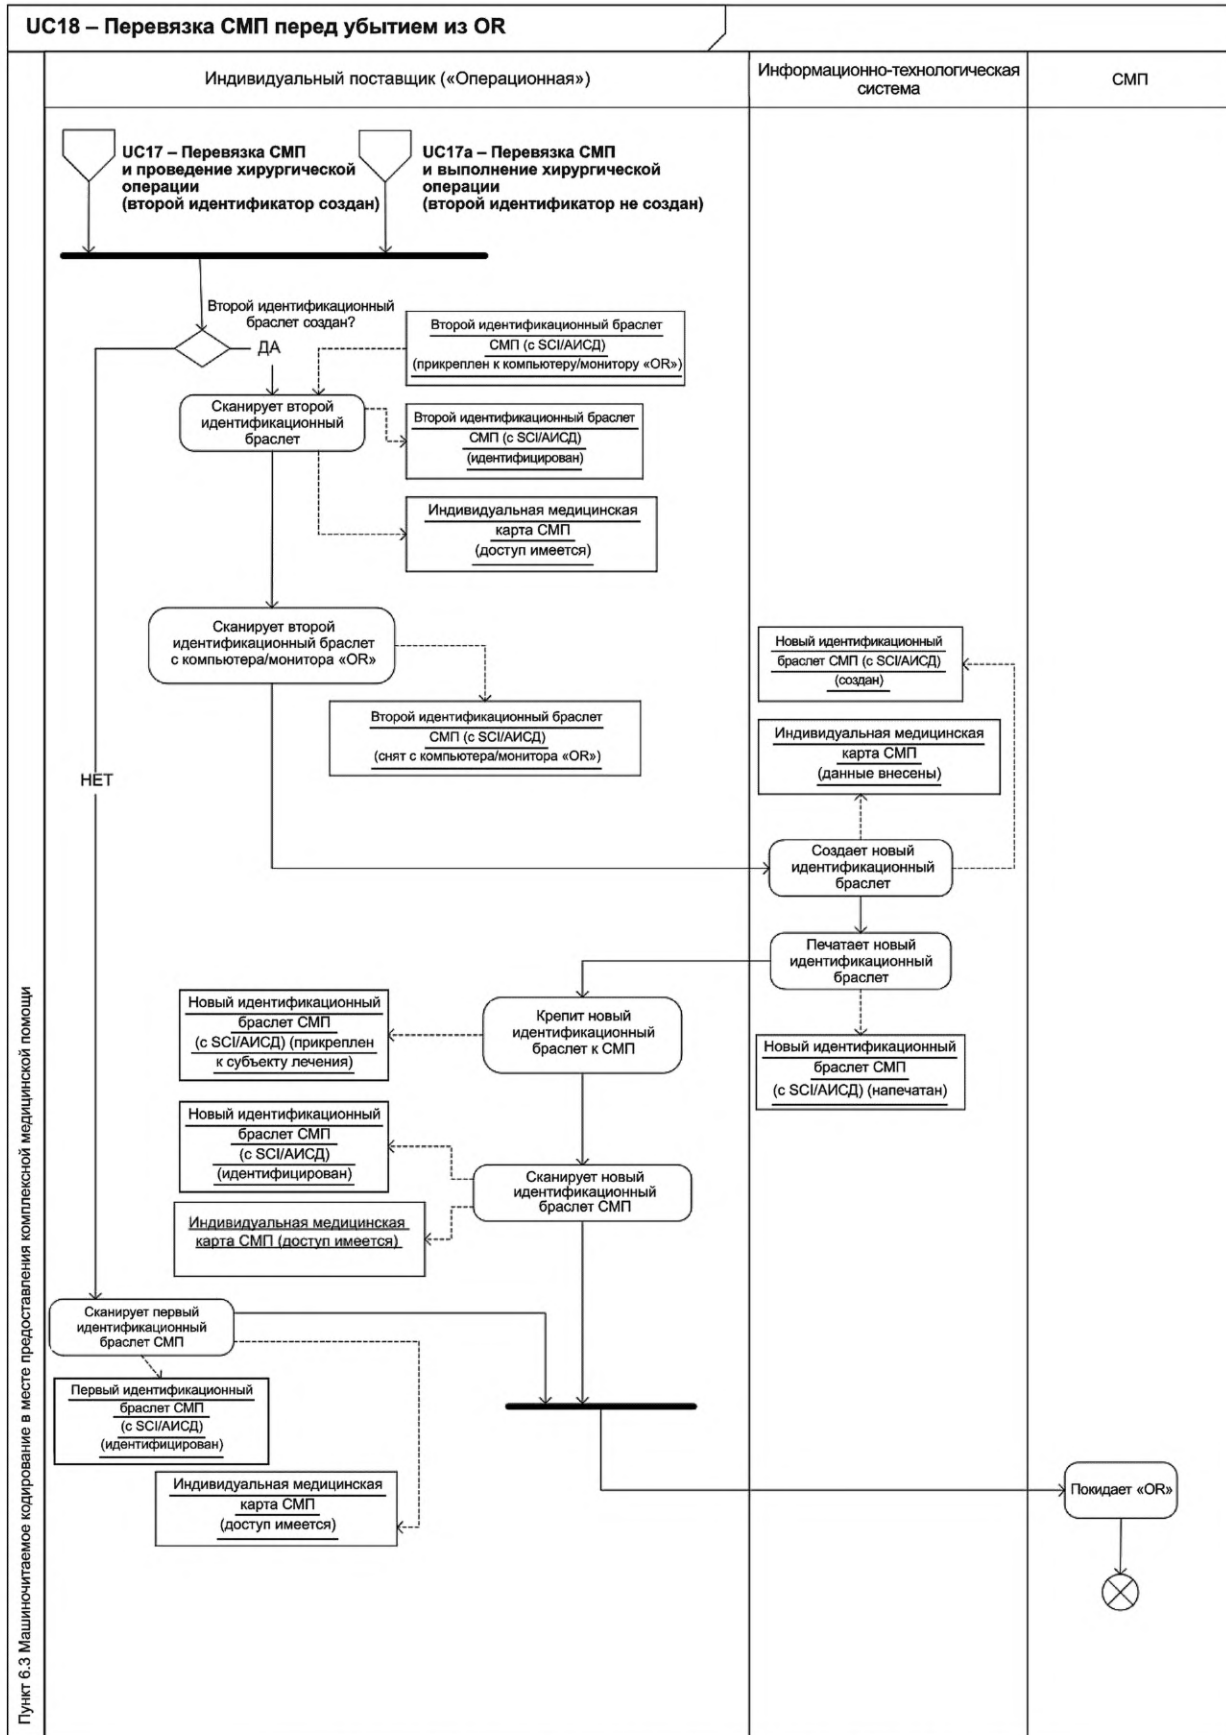 UC18 – Перевязка СМП перед убытием из OR
Индивидуальный поставщик («Операционная»)
Информационно-технологическая
система
СМП
UC17 – Перевязка СМП
и проведение хирургической
операции
(второй идентификатор создан)
UC17a – Перевязка СМП
и выполнение хирургической
операции
(второй идентификатор не создан)
Второй идентификационный
браслет создан?
ДА
Второй идентификационный браслет
СМП (с SCI/АИСД)
(прикреплен к компьютеру/монитору «OR»)
Сканирует второй
идентификационный
браслет
Второй идентификационный браслет
СМП (с SCI/АИСД)
(идентифицирован)
Индивидуальная медицинская
карта СМП
(доступ имеется)
Сканирует второй
идентификационный браслет
с компьютера/монитора «OR»
Новый идентификационный
браслет СМП (с SCI/АИСД)
(создан)
Второй идентификационный браслет
СМП (с SCI/АИСД)
(снят с компьютера/монитора «OR»)
Индивидуальная медицинская
карта СМП
(данные внесены)
НЕТ
Создает новый
идентификационный
браслет
Печатает новый
идентификационный
браслет
Новый идентификационный
браслет СМП
(с SCI/АИСД) (прикреплен
к субъекту лечения)
Крепит новый
идентификационный
браслет к СМП
Новый идентификационный
браслет СМП
(с SCI/АИСД) (напечатан)
Новый идентификационный
браслет СМП
(с SCI/АИСД)
(идентифицирован)
Сканирует новый
идентификационный
браслет СМП
Индивидуальная медицинская
карта СМП (доступ имеется)
Сканирует первый
идентификационный
браслет СМП
Первый идентификационный
браслет СМП
(с SCI/АИСД)
(идентифицирован)
Индивидуальная медицинская
карта СМП
(доступ имеется)
Покидает «OR»
Пункт 6.3 Машиночитаемое кодирование в месте предоставления комплексной медицинской помощи